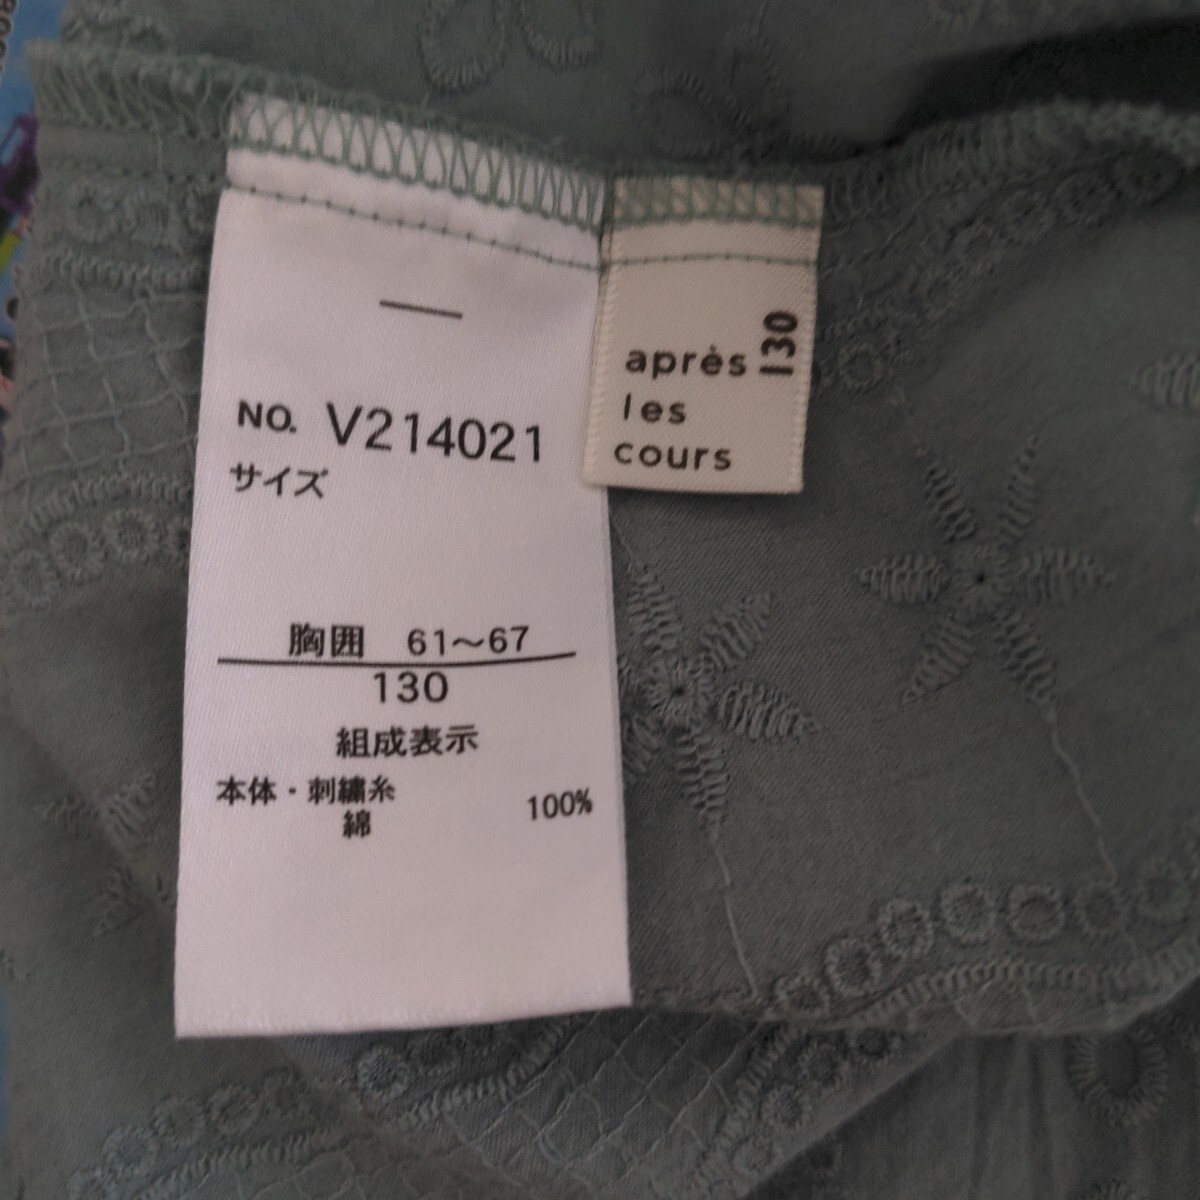 NO. V214021
サイズ
胸囲 61～67
130
組成表示
本体・刺繍糸
綿 100%
après
les
cours
130